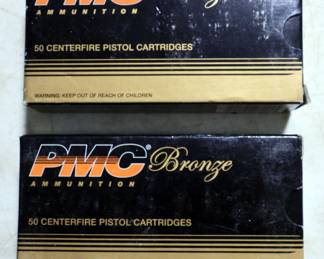 PMC Bronze
AMMUNITION
50 CENTERFIRE PISTOL CARTRIDGES
WARNING: KEEP OUT OF REACH OF CHILDREN
PMC® Bronze
AMMUNITION
50 CENTERFIRE PISTOL CARTRIDGES